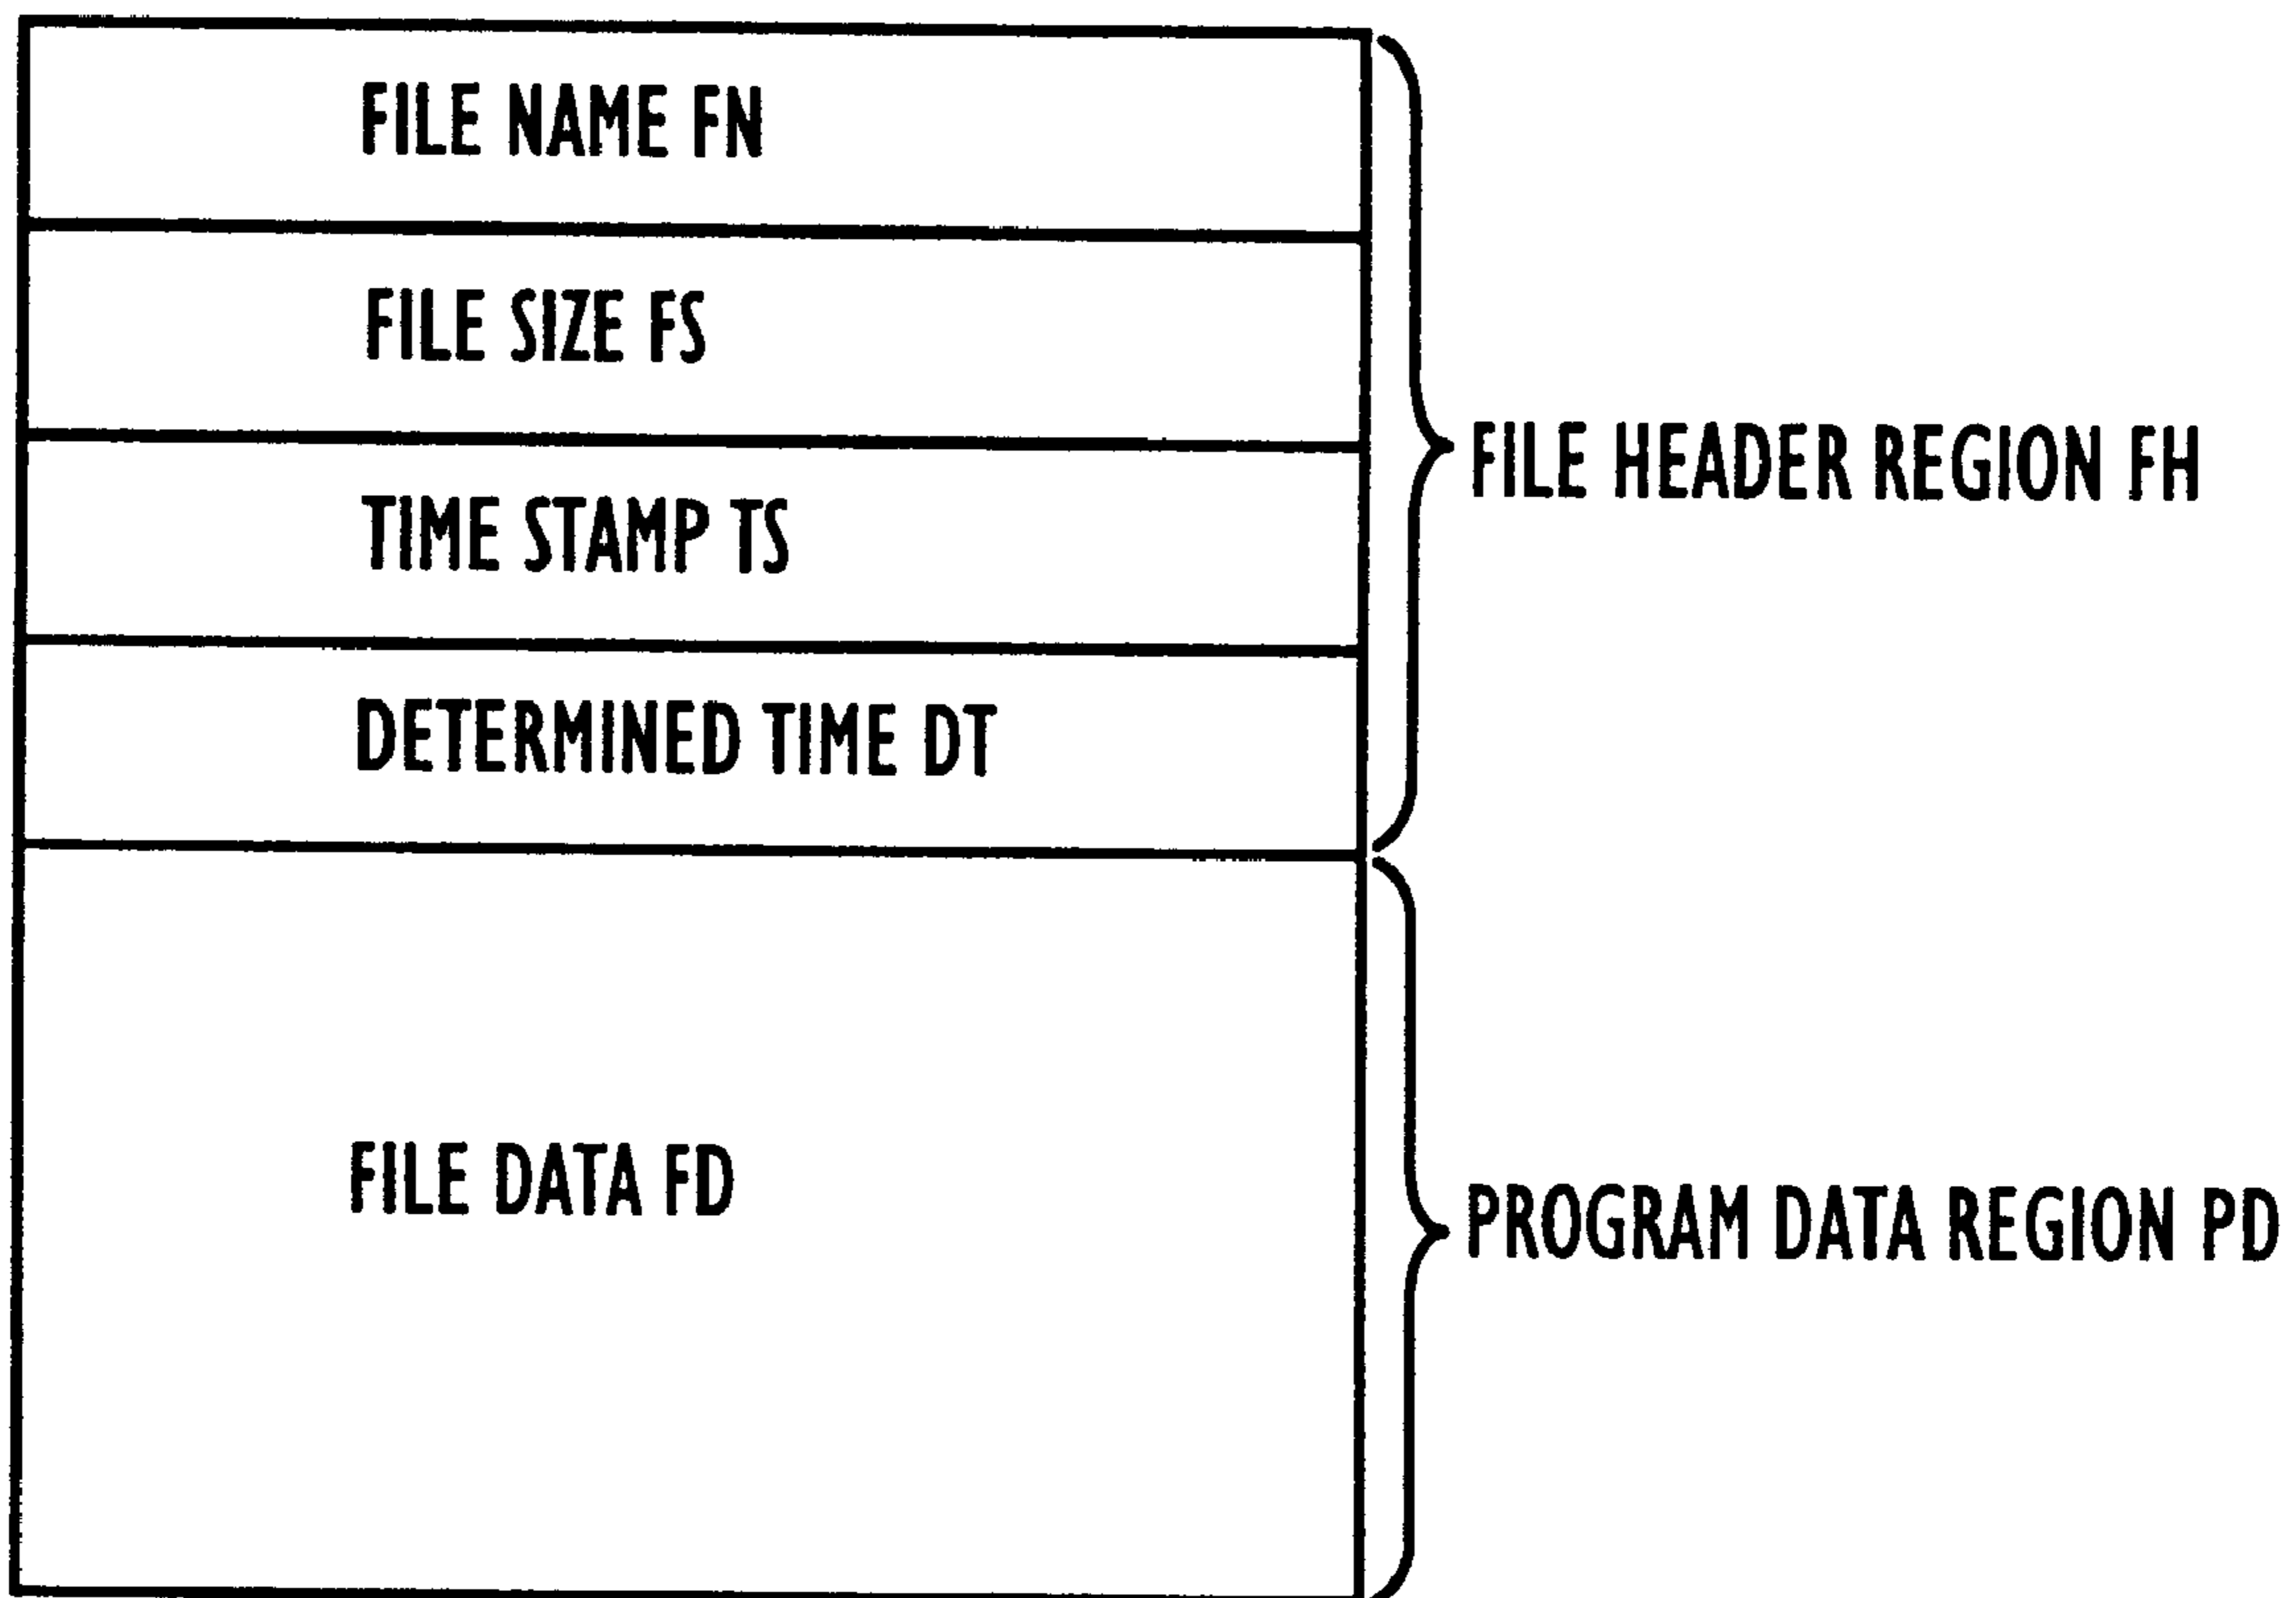 FILE NAME FN
FILE SIZE FS
TIME STAMP TS
DETERMINED TIME DT
FILE HEADER REGION FH
FILE DATA FD
PROGRAM DATA REGION PD